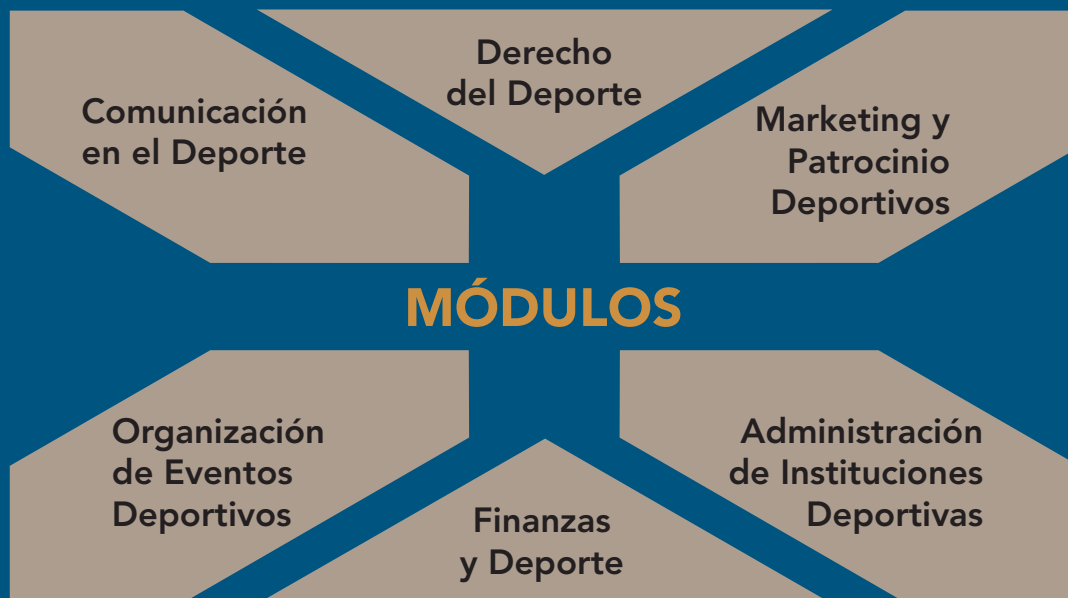 Comunicación
en el Deporte
Derecho
del Deporte
Marketing y
Patrocinio
Deportivos
MÓDULOS
Organización
de Eventos
Deportivos
Finanzas
y Deporte
Administración
de Instituciones
Deportivas